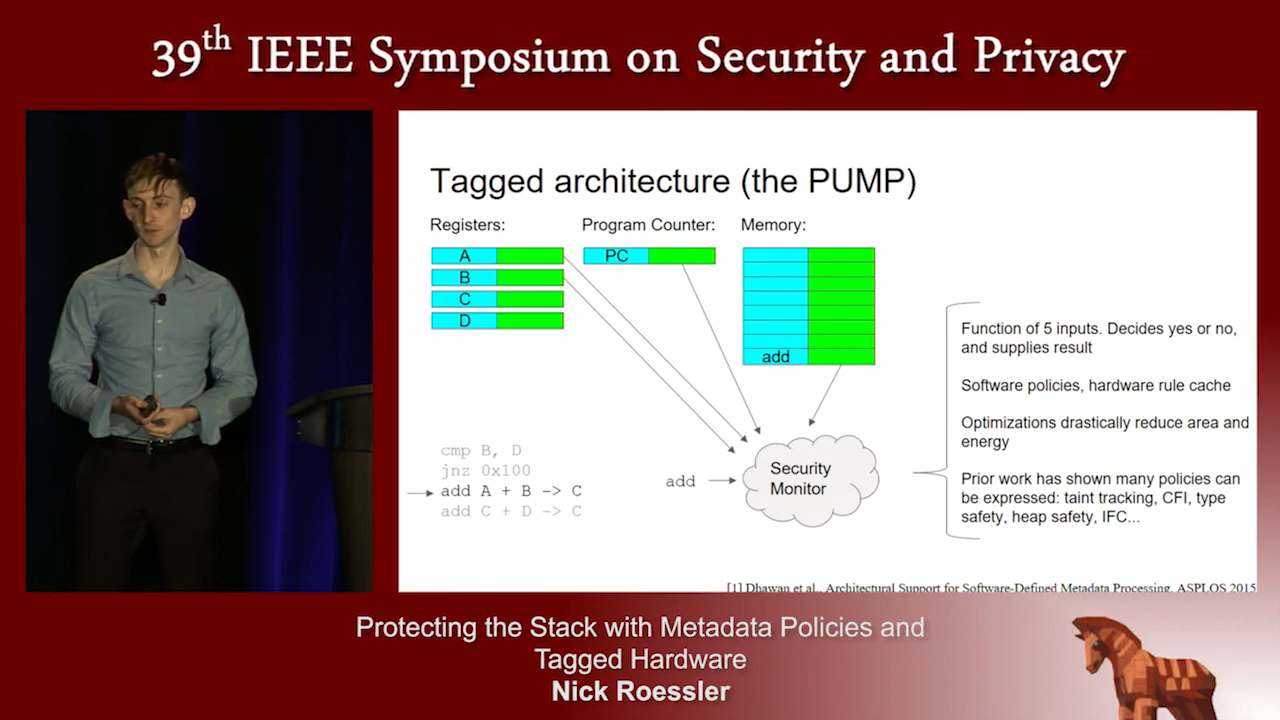 39th IEEE Symposium on Security and Privacy
Tagged architecture (the PUMP)
Registers:
Program Counter:
Memory:
A
B
C
D
PC
add
Function of 5 inputs. Decides yes or no,
and supplies result
Software policies, hardware rule cache
Optimizations drastically reduce area and
energy
Prior work has shown many policies can
be expressed: taint tracking, CFI, type
safety, heap safety, IFC...
cmp B, D
jnz 0x100
add A + B -> C
add C + D -> C
add
Security
Monitor
[1] Dhawan et al., Architectural Support for Software-Defined Metadata Processing, ASPLOS 2015
Protecting the Stack with Metadata Policies and
Tagged Hardware
Nick Roessler